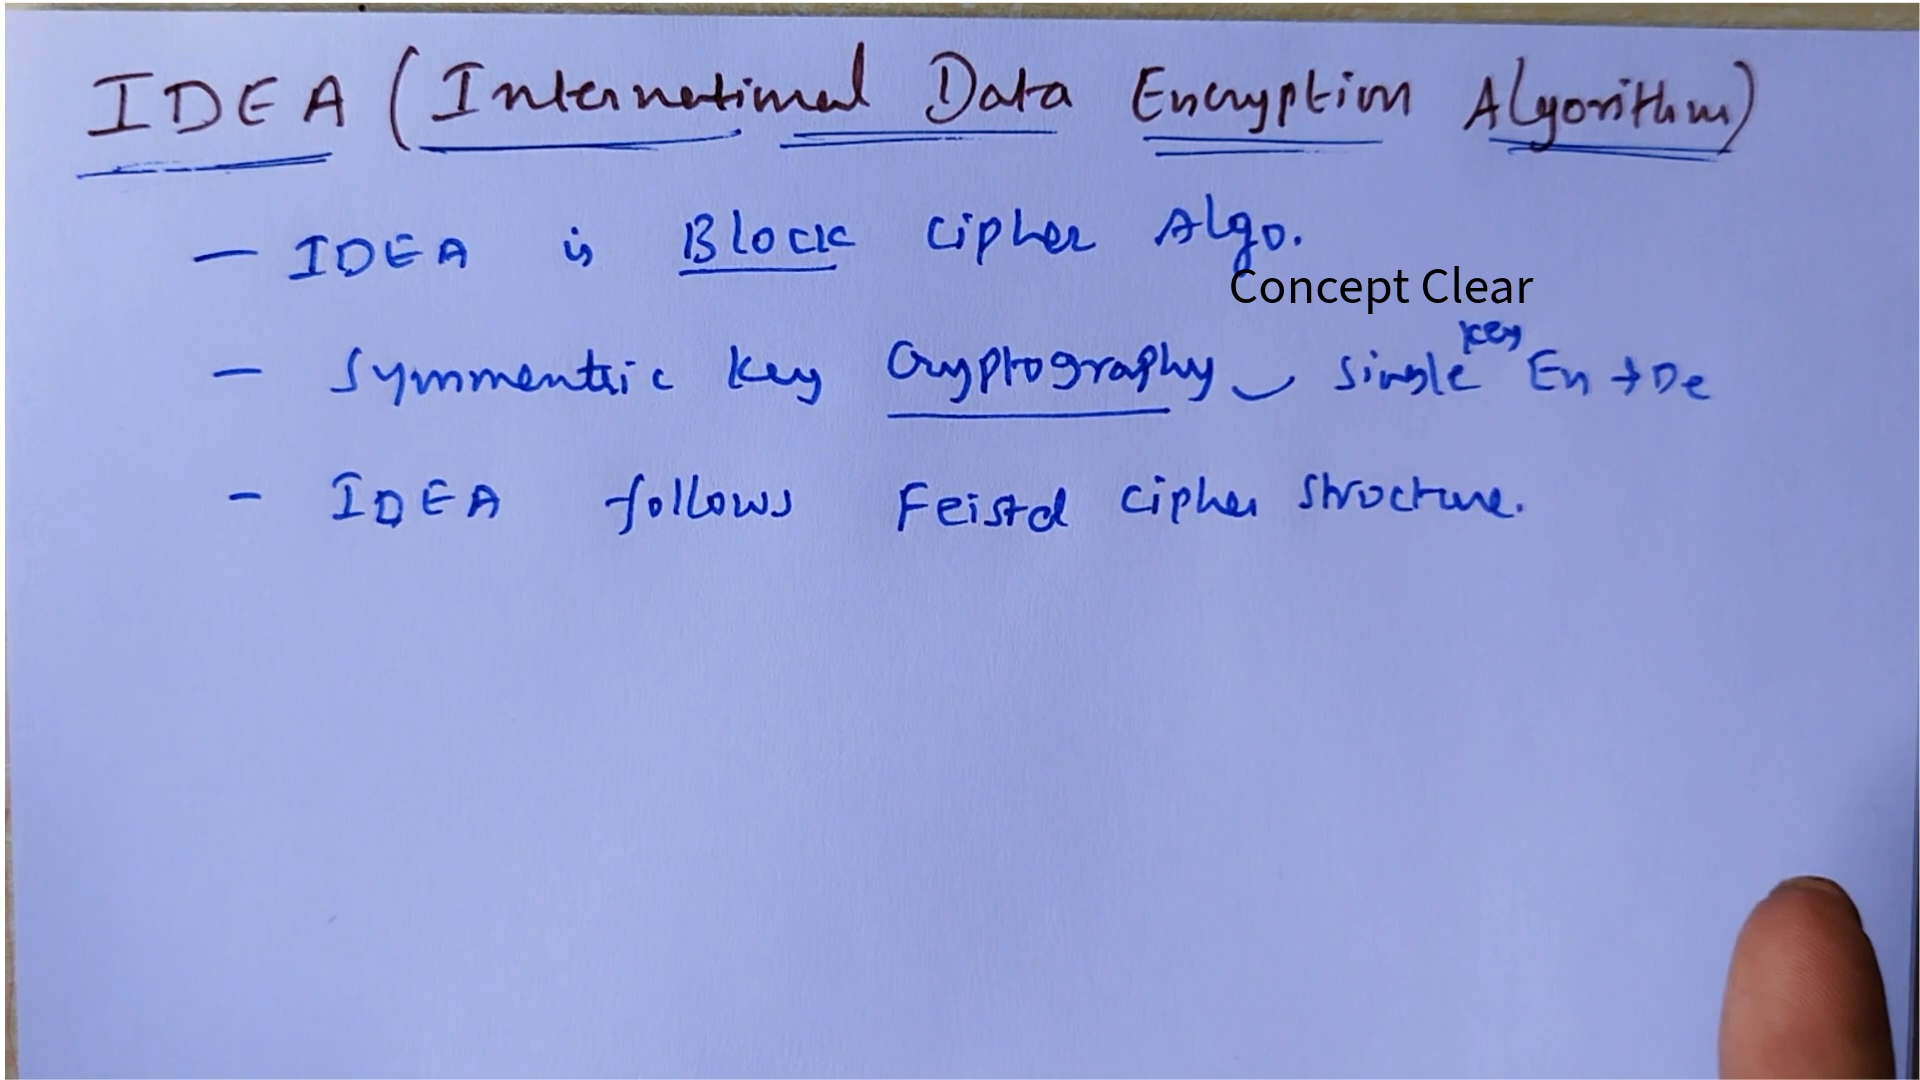 IDEA (International Data Encryption Algorithm)
— IDEA is Block Cipher Algo.
Concept Clear
— Symmentric Key Cryptography Single key En → De
— IDEA follows Feistel Cipher Structure.